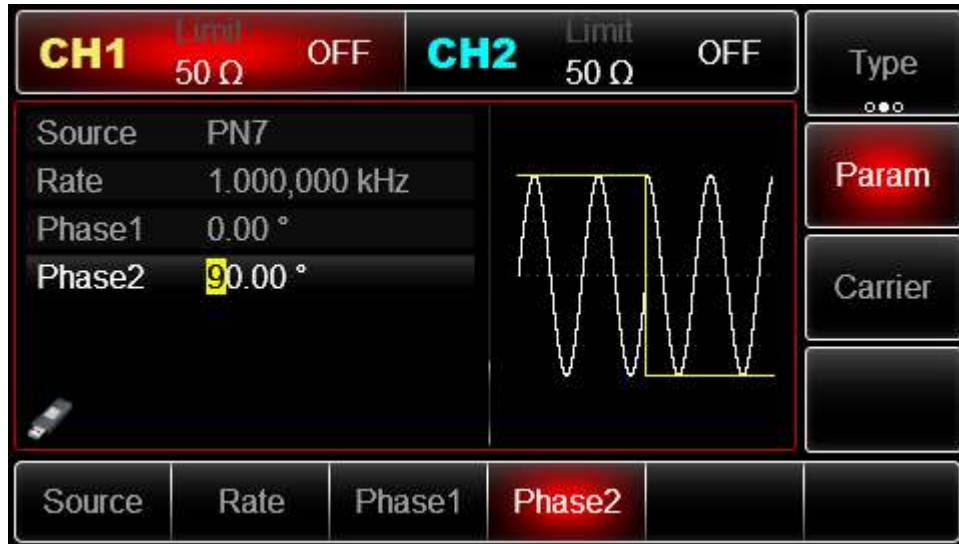 CH1 Limit 50 Ω OFF CH2 Limit 50 Ω OFF
Type
Source PN7
Rate 1.000,000 kHz
Phase1 0.00 °
Phase2 90.00 °
Param
Carrier
Source Rate Phase1 Phase2